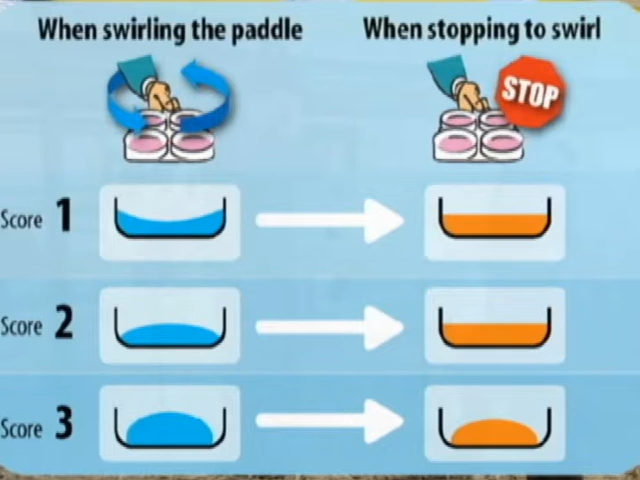 When swirling the paddle
When stopping to swirl
STOP
Score 1
Score 2
Score 3